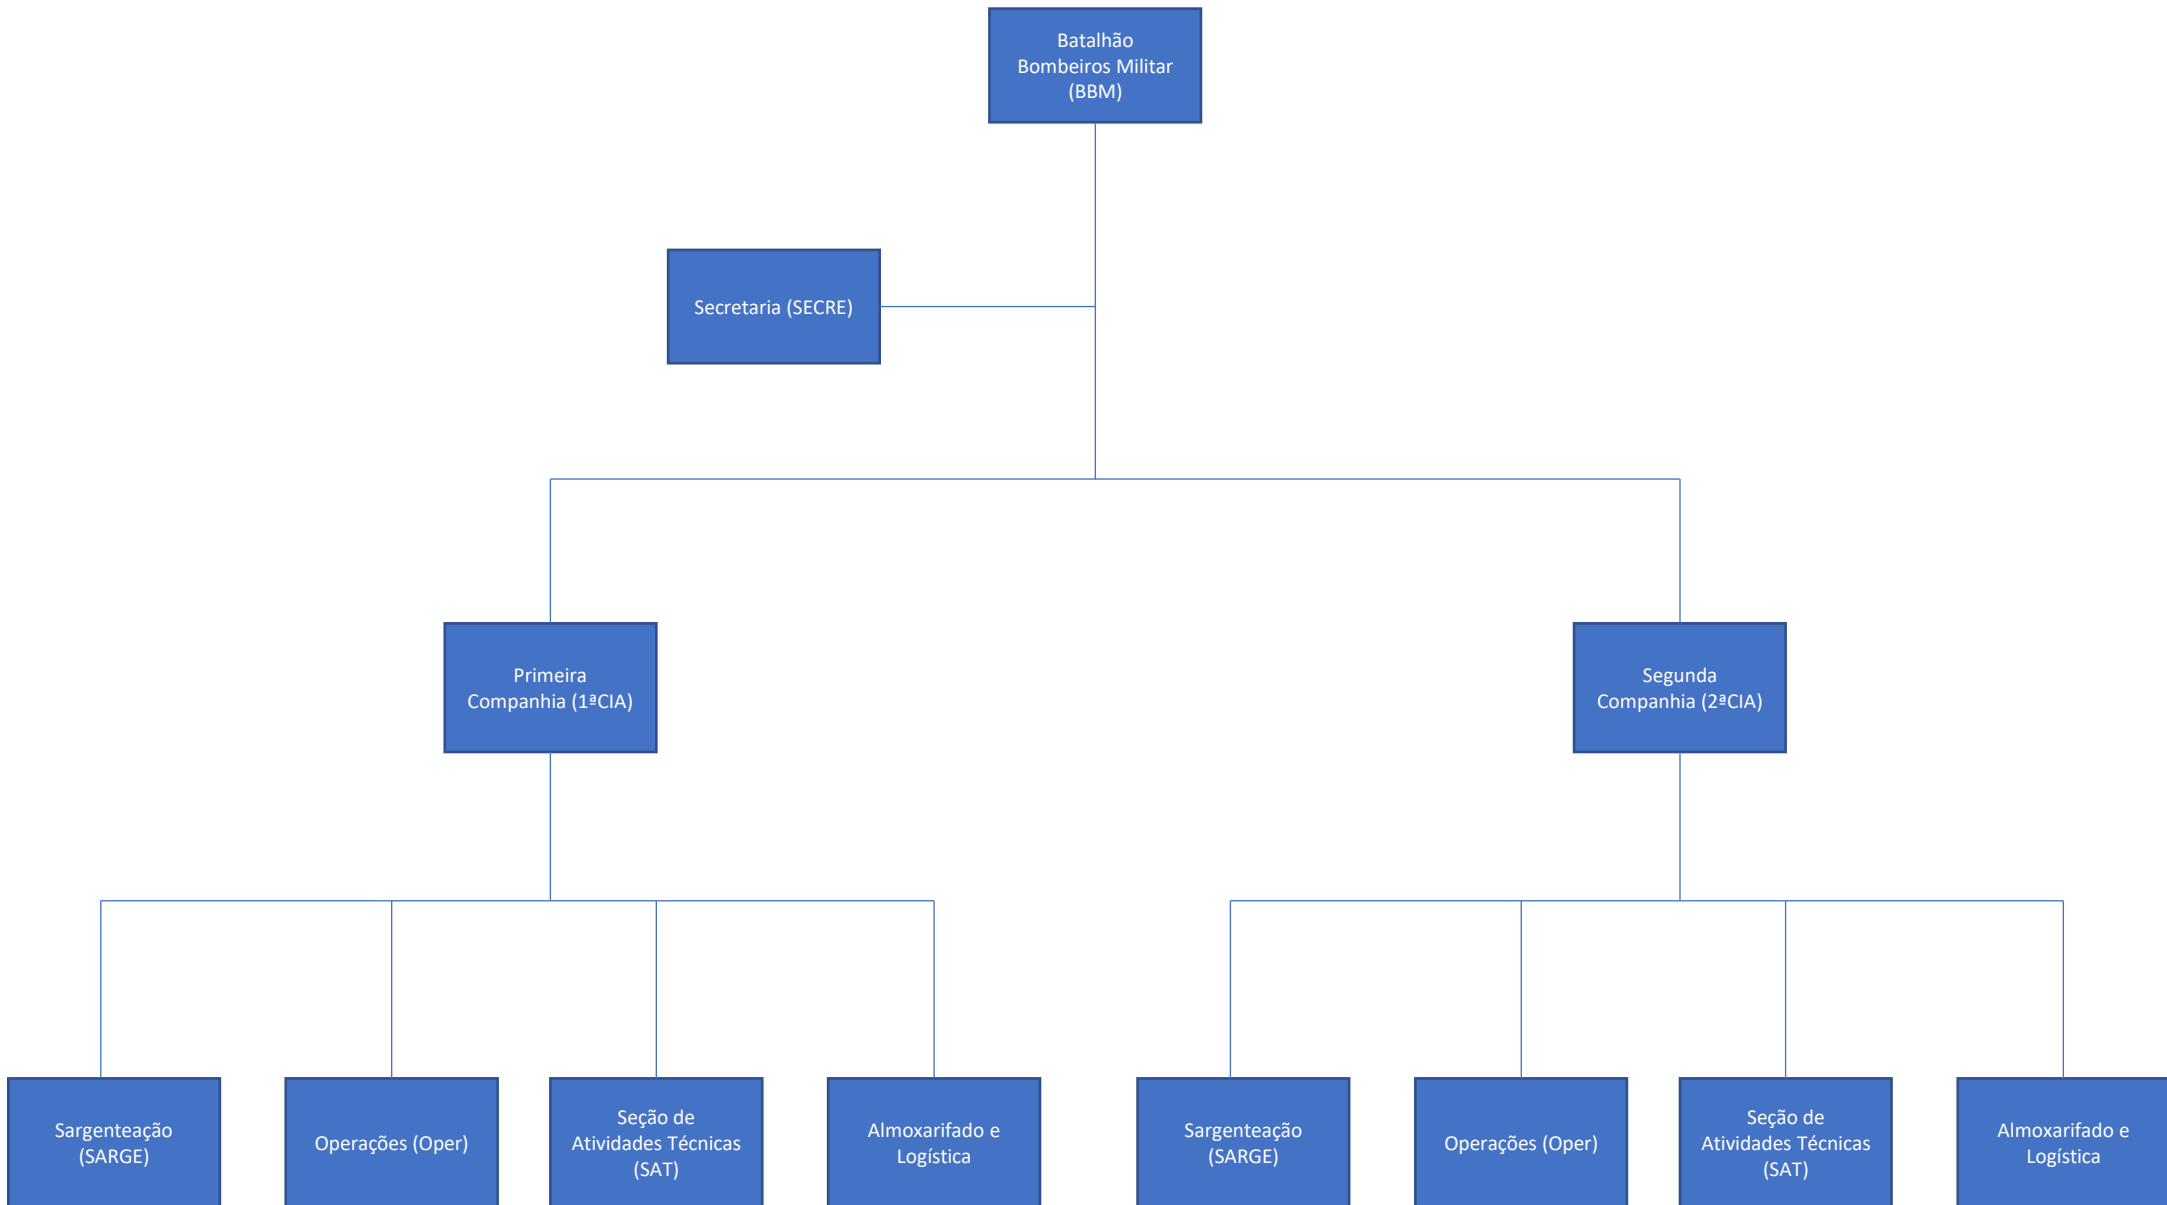 Batalhão
Bombeiros Militar
(BBM)
Secretaria (SECRE)
Primeira
Companhia (1ªCIA)
Segunda
Companhia (2ªCIA)
Sargenteação
(SARGE)
Operações (Oper)
Seção de
Atividades Técnicas
(SAT)
Almoxarifado e
Logística
Sargenteação
(SARGE)
Operações (Oper)
Seção de
Atividades Técnicas
(SAT)
Almoxarifado e
Logística